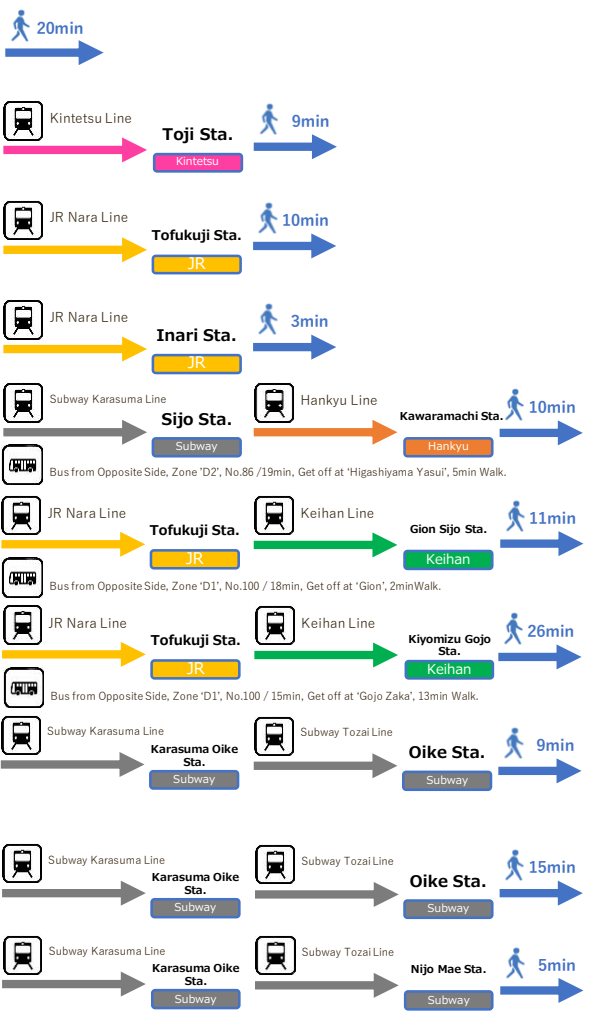 20min
Kintesu Line
Toji Sta.
Kintetsu
9min
JR Nara Line
Tofukuji Sta.
JR
10min
JR Nara Line
Inari Sta.
JR
3min
Subway Karasuma Line
Sijo Sta.
Subway
Hankyu Line
Kawaramachi Sta.
Hankyu
10min
Bus from Opposite Side, Zone 'D2', No.86 /19min, Get off at 'Higashiyama Yasui', 5min Walk.
JR Nara Line
Tofukuji Sta.
JR
Keihan Line
Gion Sijo Sta.
Keihan
11min
Bus from Opposite Side, Zone 'D1', No.100 / 18min, Get off at 'Gion', 2minWalk.
JR Nara Line
Tofukuji Sta.
JR
Keihan Line
Kiyomizu Gojo
Sta.
Keihan
26min
Bus from Opposite Side, Zone 'D1', No.100 / 15min, Get off at 'Gojo Zaka', 13min Walk.
Subway Karasuma Line
Karasuma Oike
Sta.
Subway
Subway Tozai Line
Oike Sta.
Subway
9min
Subway Karasuma Line
Karasuma Oike
Sta.
Subway
Subway Tozai Line
Oike Sta.
Subway
15min
Subway Karasuma Line
Karasuma Oike
Sta.
Subway
Subway Tozai Line
Nijo Mae Sta.
Subway
5min